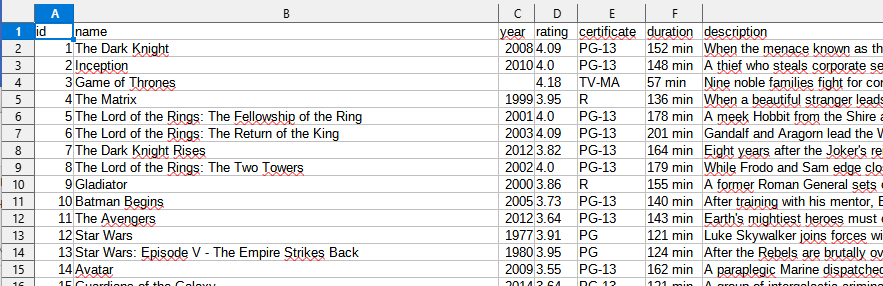 A B C D E F
1 id name year rating certificate duration description
2 1 The Dark Knight 2008 4.09 PG-13 152 min When the menace known as th
3 2 Inception 2010 4.0 PG-13 148 min A thief who steals corporate se
4 3 Game of Thrones 4.18 TV-MA 57 min Nine noble families fight for con
5 4 The Matrix 1999 3.95 R 136 min When a beautiful stranger leads
6 5 The Lord of the Rings: The Fellowship of the Ring 2001 4.0 PG-13 178 min A meek Hobbit from the Shire a
7 6 The Lord of the Rings: The Return of the King 2003 4.09 PG-13 201 min Gandalf and Aragorn lead the W
8 7 The Dark Knight Rises 2012 3.82 PG-13 164 min Eight years after the Joker's re
9 8 The Lord of the Rings: The Two Towers 2002 4.0 PG-13 179 min While Frodo and Sam edge clo
10 9 Gladiator 2000 3.86 R 155 min A former Roman General sets
11 10 Batman Begins 2005 3.73 PG-13 140 min After training with his mentor, B
12 11 The Avengers 2012 3.64 PG-13 143 min Earth's mightiest heroes must
13 12 Star Wars 1977 3.91 PG 121 min Luke Skywalker joins forces wi
14 13 Star Wars: Episode V - The Empire Strikes Back 1980 3.95 PG 124 min After the Rebels are brutally ov
15 14 Avatar 2009 3.55 PG-13 162 min A paraplegic Marine dispatched
16 15 Guardians of the Galaxy 2014 3.64 PG-13 121 min A group of intergalactic crimina